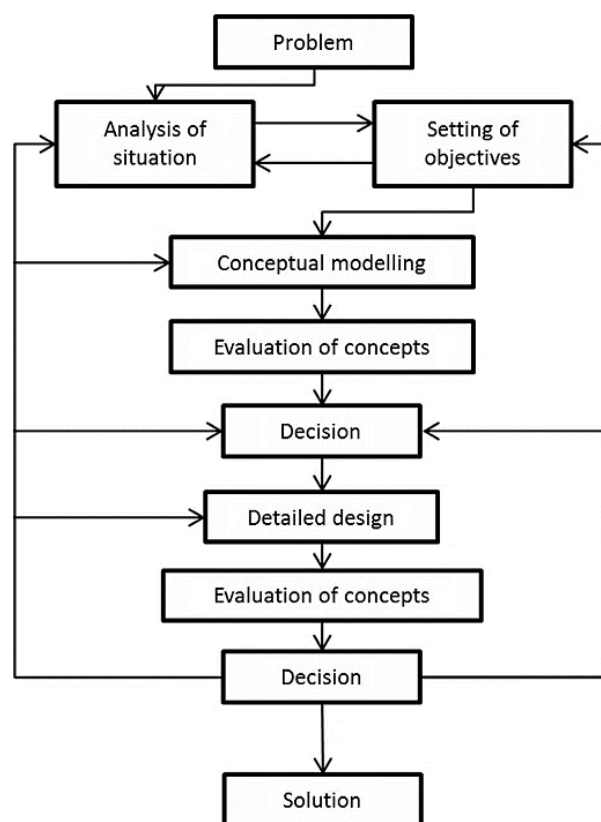 Problem
Analysis of
situation
Setting of
objectives
Conceptual modelling
Evaluation of concepts
Decision
Detailed design
Evaluation of concepts
Decision
Solution